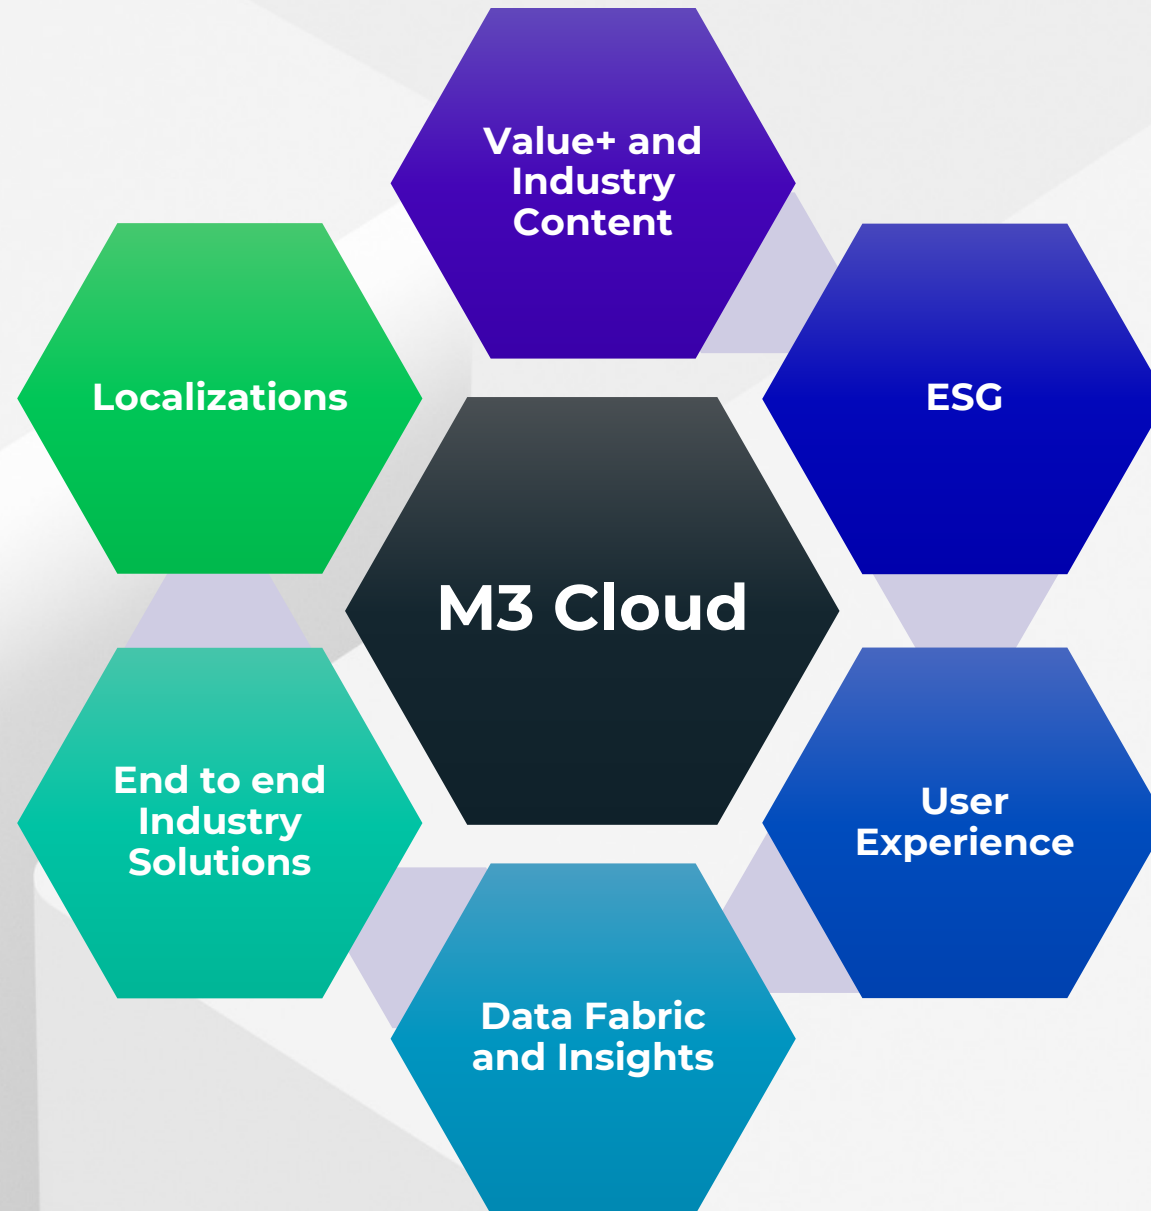 Value+ and
Industry
Content
Localizations
ESG
M3 Cloud
End to end
Industry
Solutions
User
Experience
Data Fabric
and Insights